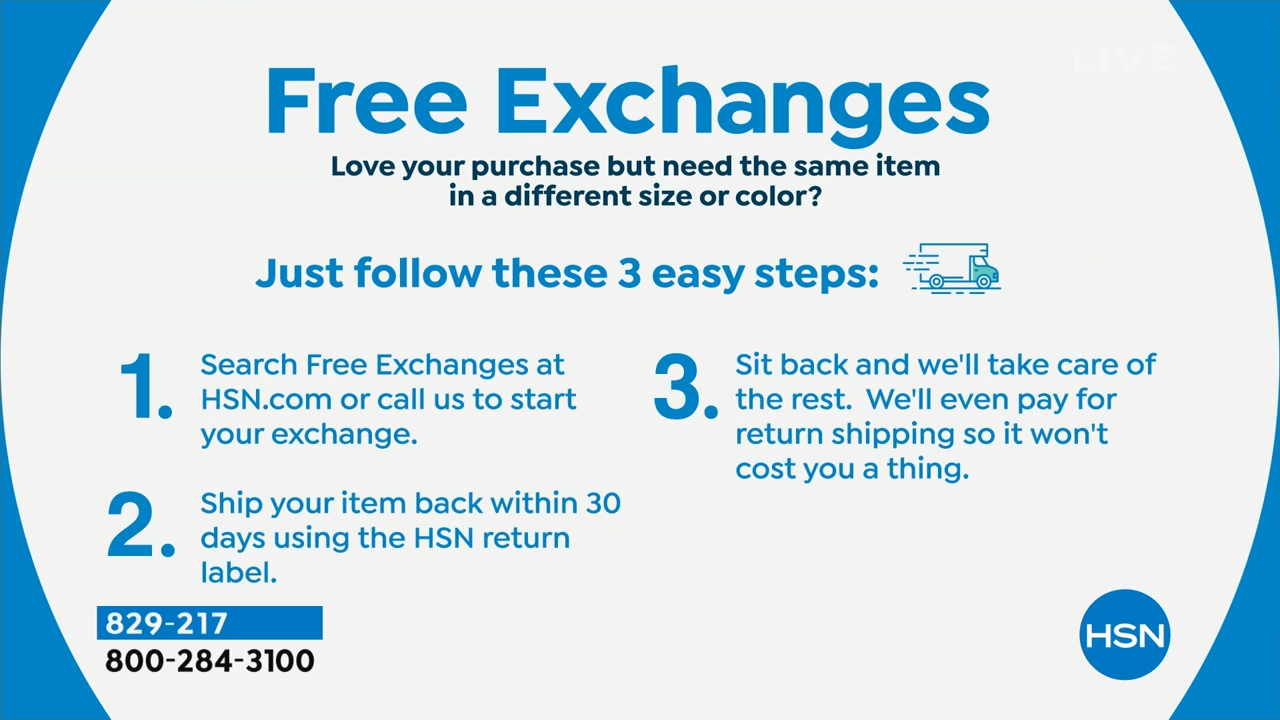 LIVE
Free Exchanges
Love your purchase but need the same item
in a different size or color?
Just follow these 3 easy steps:
1. Search Free Exchanges at
HSN.com or call us to start
your exchange.
2. Ship your item back within 30
days using the HSN return
label.
3. Sit back and we'll take care of
the rest. We'll even pay for
return shipping so it won't
cost you a thing.
829-217
800-284-3100
HSN